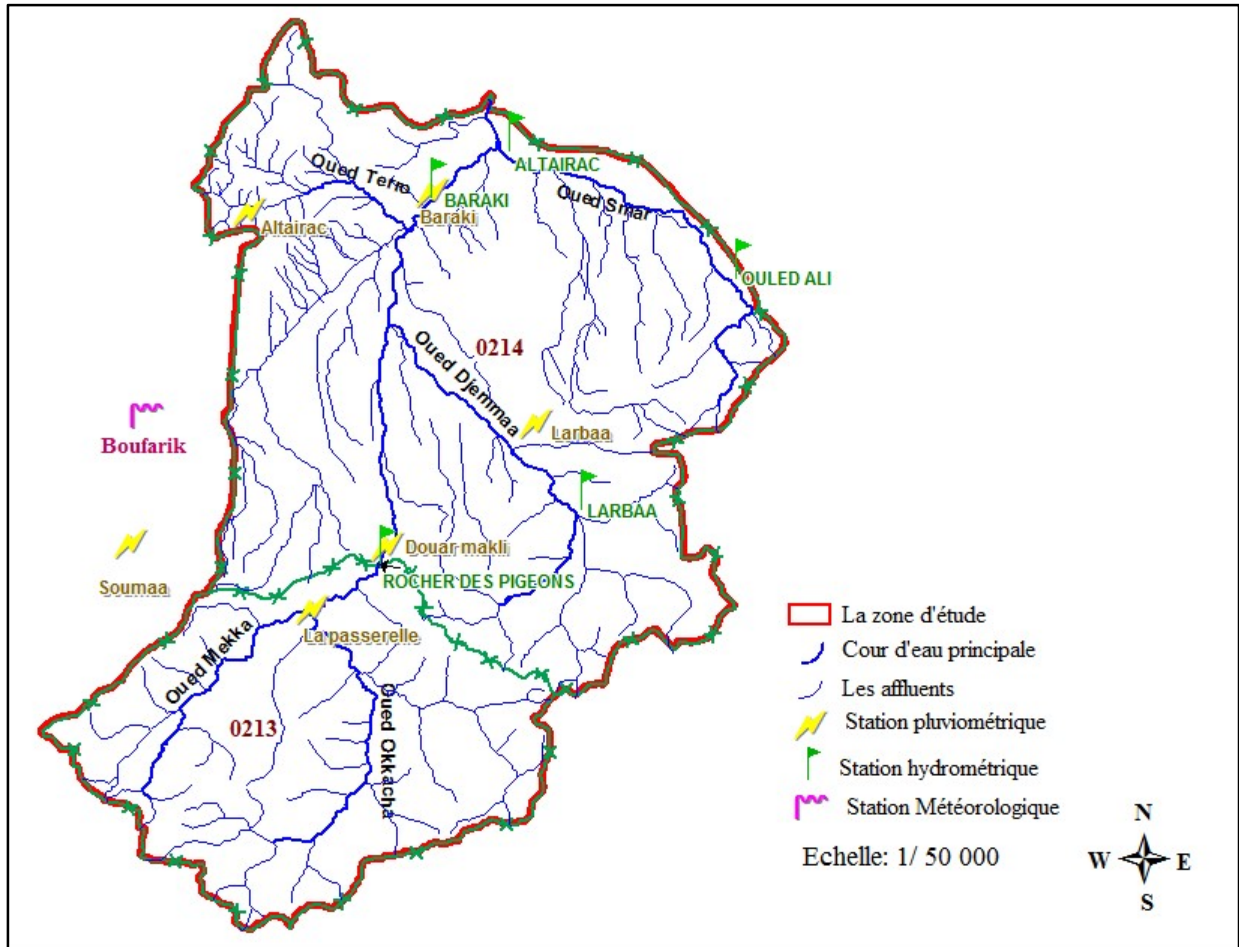 Oued Terro
ALTAIRAC
BARAKI
Baraki
Oued Smar
Altairac
OULED ALI
0214
Oued Djemmaa
Boufarik
Larbaa
LARBAA
Soumaa
Douar makli
ROCHER DES PIGEONS
La passerelle
Oued Mekka
0213
Oued Okkacha
La zone d'étude
Cour d'eau principale
Les affluents
Station pluviométrique
Station hydrométrique
Station Météorologique
Echelle: 1/ 50 000
N
W
E
S